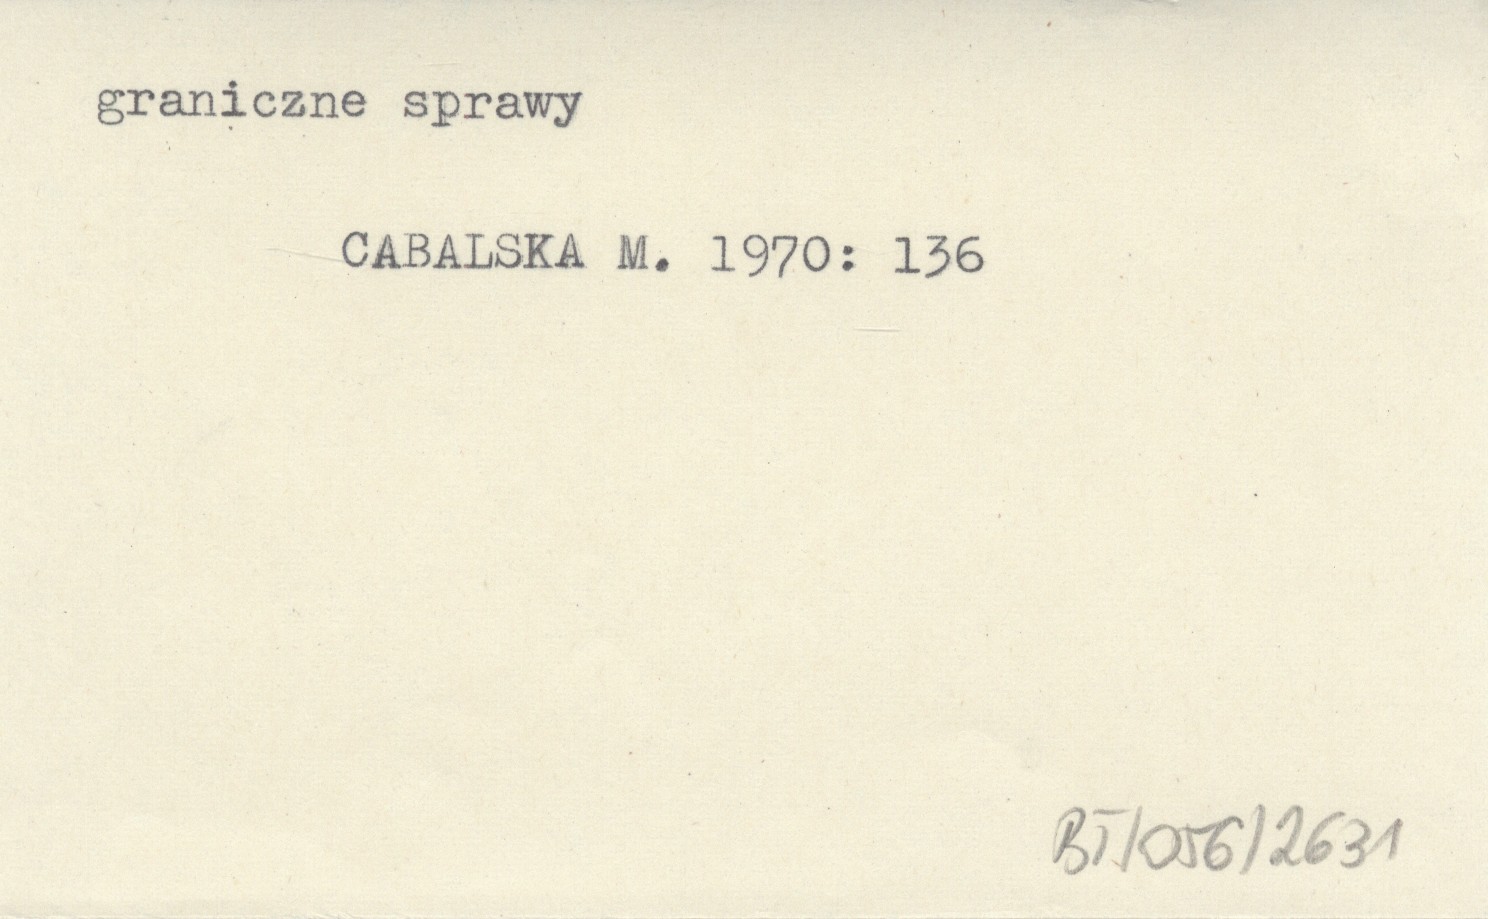 graniczne sprawy
CABALSKA M. 1970: 136
BT/056/2631